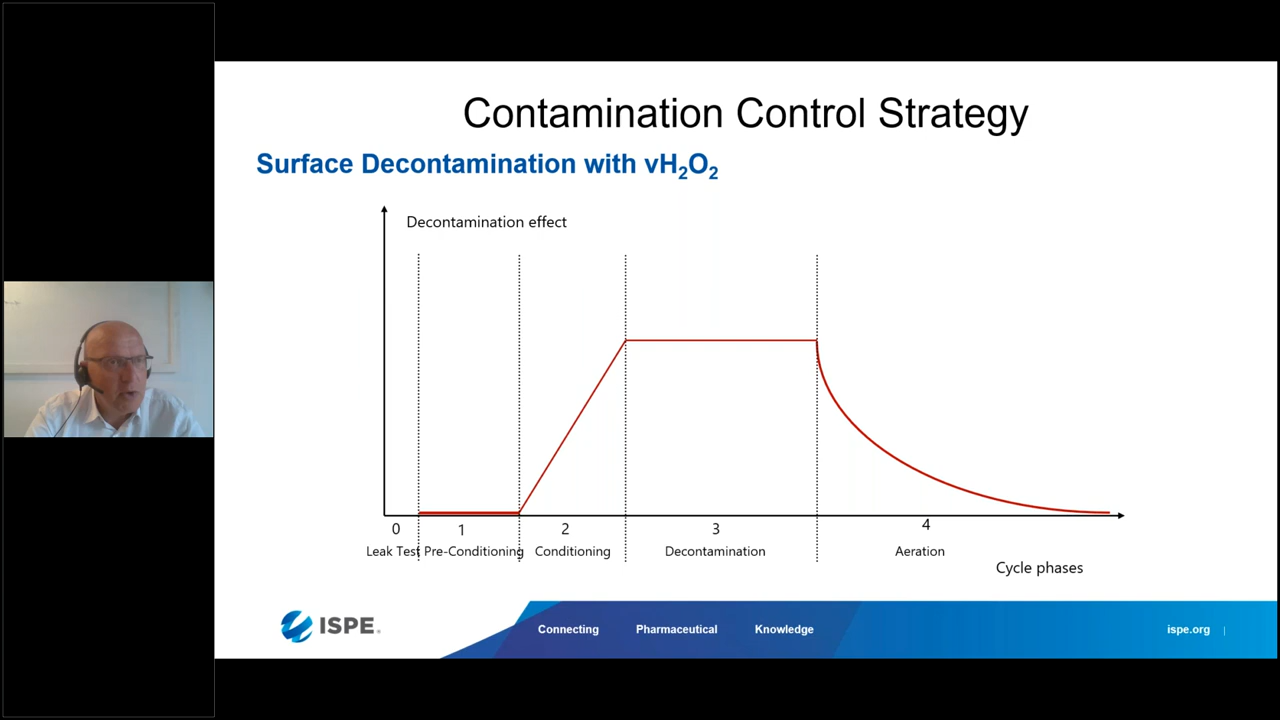 Contamination Control Strategy
Surface Decontamination with vH₂O₂
Decontamination effect
0
1
2
3
4
Leak Test
Pre-Conditioning
Conditioning
Decontamination
Aeration
Cycle phases
ISPE®
Connecting
Pharmaceutical
Knowledge
ispe.org |